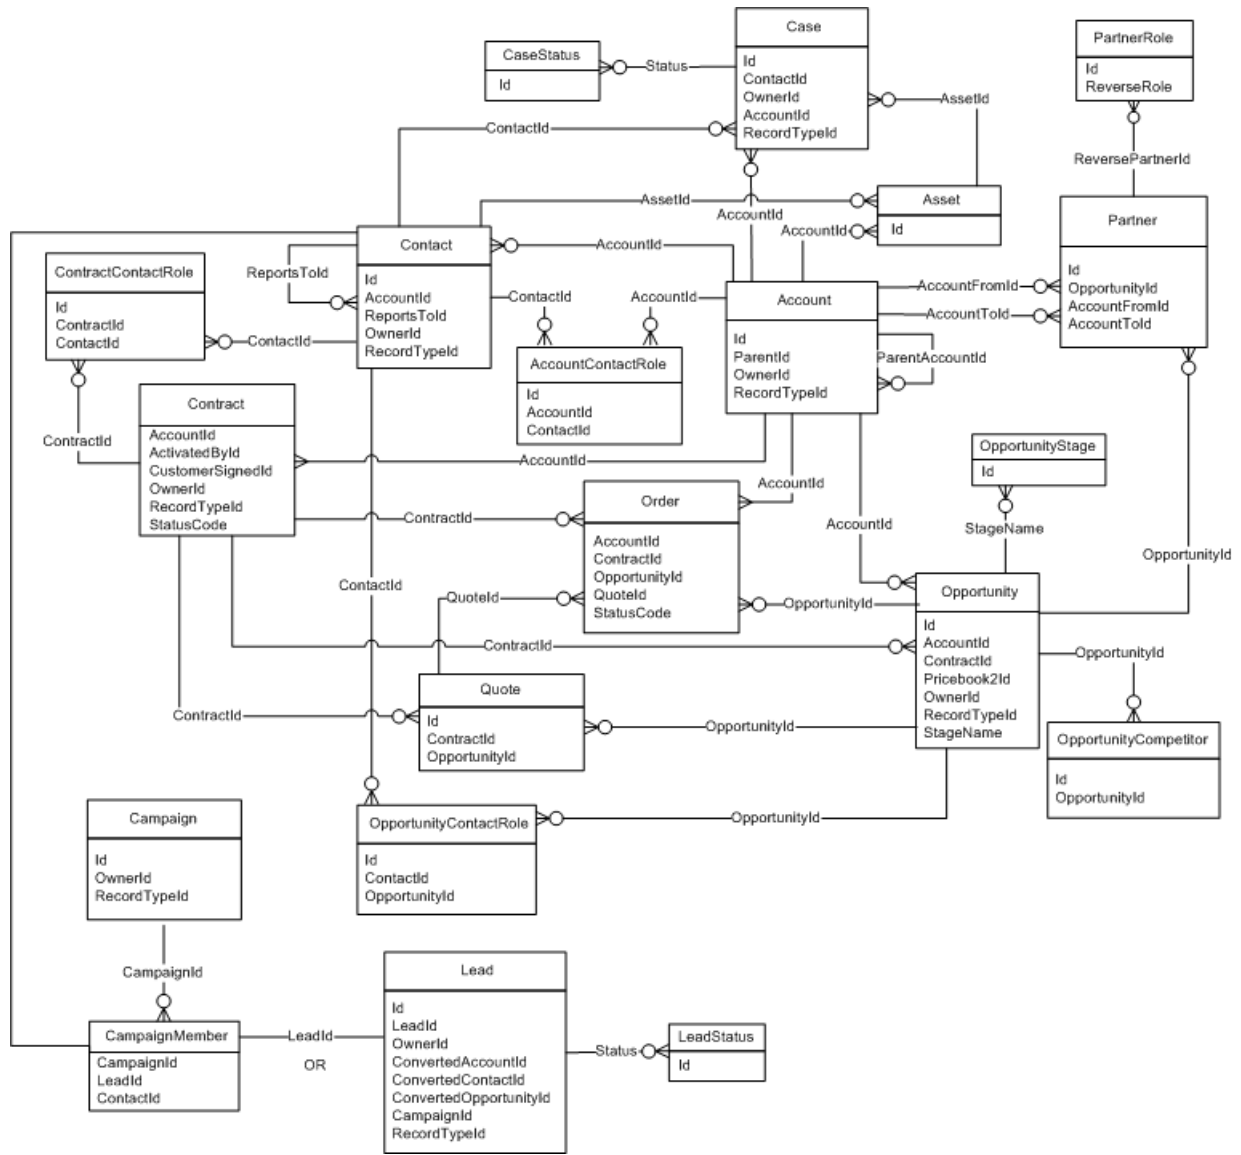 Case
Id
ContactId
OwnerId
AccountId
RecordTypeId
CaseStatus
Id
Status
PartnerRole
Id
ReverseRole
AssetId
ContactId
ReversePartnerId
AssetId
Asset
Id
AccountId
AccountId
Partner
Id
OpportunityId
AccountFromId
AccountToId
Contact
Id
AccountId
ReportsToId
OwnerId
RecordTypeId
AccountId
ReportsToId
ContractContactRole
Id
ContractId
ContactId
ContactId
ContactId
AccountId
Account
Id
ParentId
OwnerId
RecordTypeId
AccountFromId
AccountToId
ParentAccountId
AccountContactRole
Id
AccountId
ContactId
Contract
AccountId
ActivatedById
CustomerSignedId
OwnerId
RecordTypeId
StatusCode
ContractId
AccountId
AccountId
OpportunityStage
Id
StageName
Order
AccountId
ContractId
OpportunityId
QuoteId
StatusCode
ContractId
AccountId
OpportunityId
ContactId
QuoteId
OpportunityId
Opportunity
Id
AccountId
ContractId
Pricebook2Id
OwnerId
RecordTypeId
StageName
ContractId
OpportunityId
Quote
Id
ContractId
OpportunityId
ContractId
OpportunityId
OpportunityCompetitor
Id
OpportunityId
OpportunityContactRole
Id
ContactId
OpportunityId
OpportunityId
Campaign
Id
OwnerId
RecordTypeId
CampaignId
CampaignMember
CampaignId
LeadId
ContactId
LeadId
OR
Lead
Id
LeadId
OwnerId
ConvertedAccountId
ConvertedContactId
ConvertedOpportunityId
CampaignId
RecordTypeId
Status
LeadStatus
Id